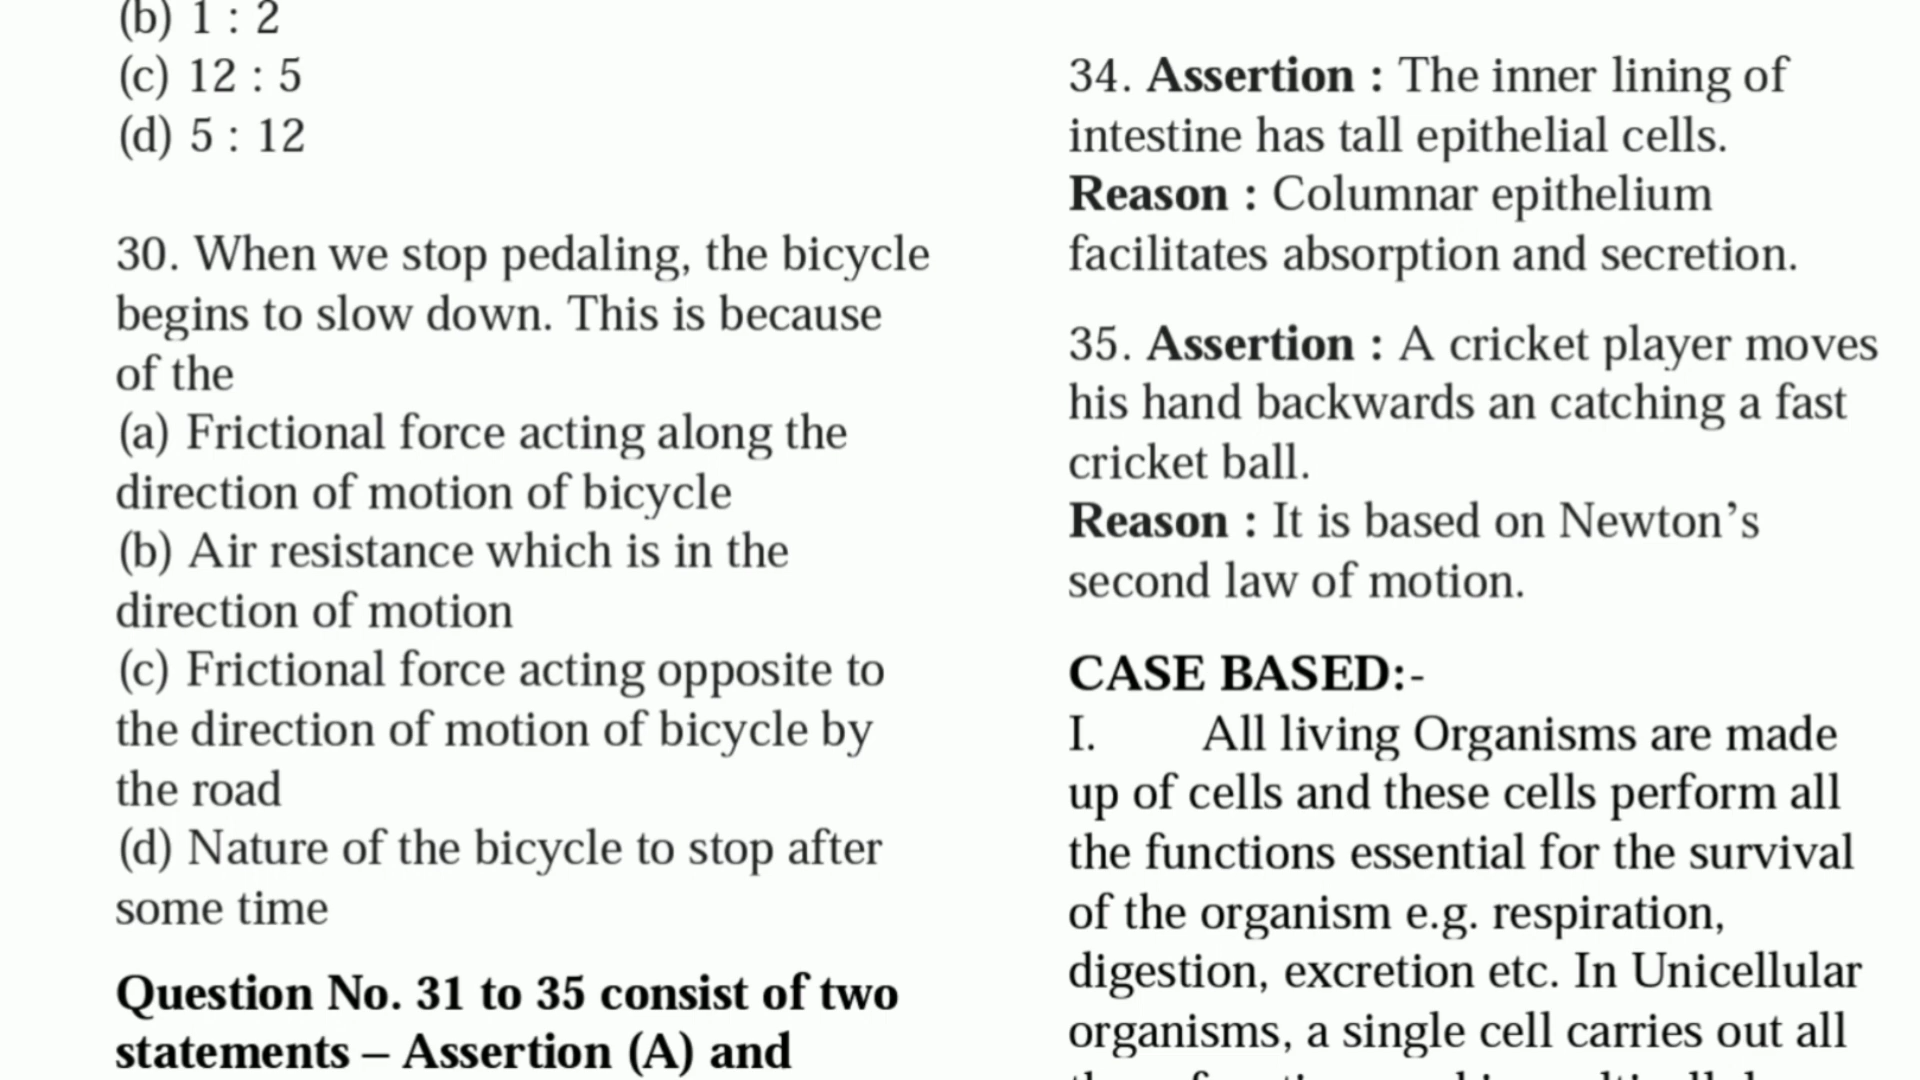 (b) 1 : 2
(c) 12 : 5
(d) 5 : 12
30. When we stop pedaling, the bicycle
begins to slow down. This is because
of the
(a) Frictional force acting along the
direction of motion of bicycle
(b) Air resistance which is in the
direction of motion
(c) Frictional force acting opposite to
the direction of motion of bicycle by
the road
(d) Nature of the bicycle to stop after
some time
Question No. 31 to 35 consist of two
statements – Assertion (A) and
34. Assertion : The inner lining of
intestine has tall epithelial cells.
Reason : Columnar epithelium
facilitates absorption and secretion.
35. Assertion : A cricket player moves
his hand backwards an catching a fast
cricket ball.
Reason : It is based on Newton’s
second law of motion.
CASE BASED:-
I. All living Organisms are made
up of cells and these cells perform all
the functions essential for the survival
of the organism e.g. respiration,
digestion, excretion etc. In Unicellular
organisms, a single cell carries out all